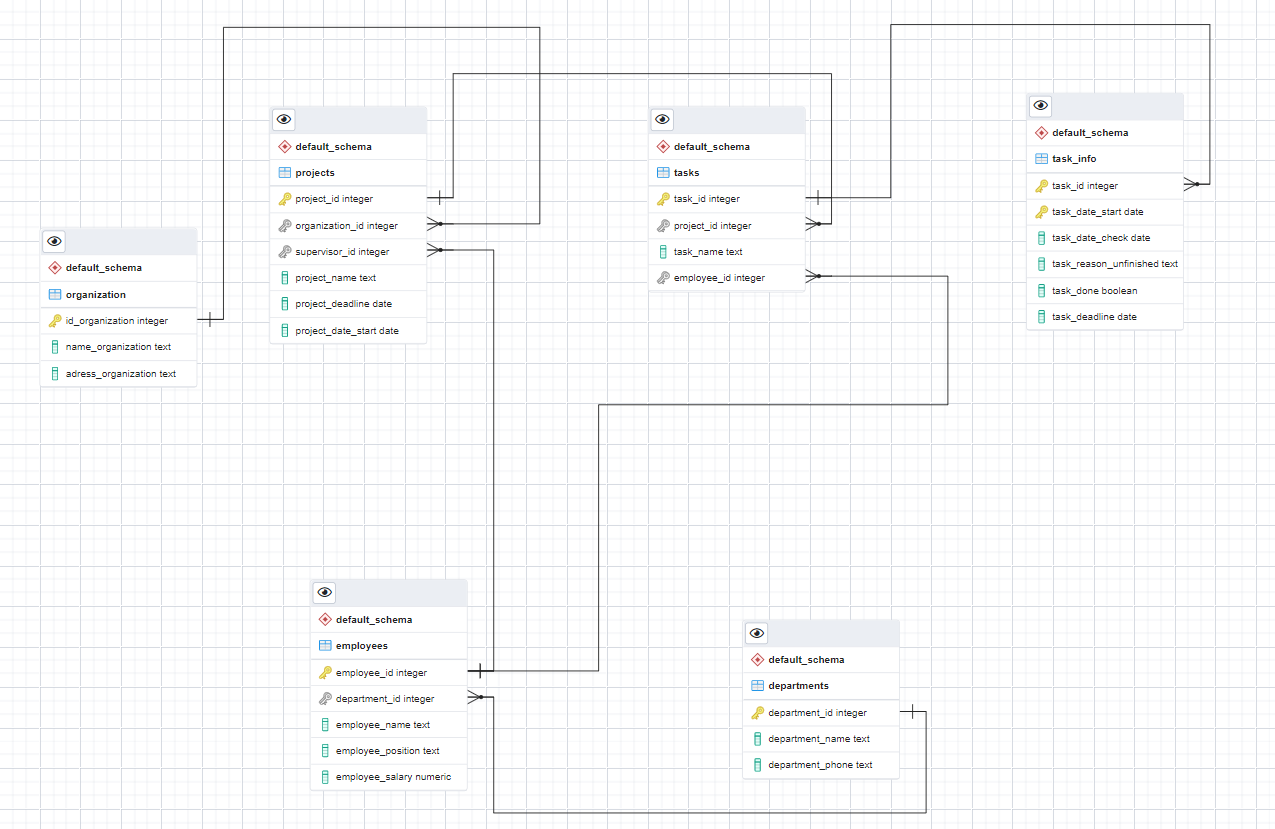 default_schema
projects
project_id integer
organization_id integer
supervisor_id integer
project_name text
project_deadline date
project_date_start date
default_schema
tasks
task_id integer
project_id integer
task_name text
employee_id integer
default_schema
task_info
task_id integer
task_date_start date
task_date_check date
task_reason_unfinished text
task_done boolean
task_deadline date
default_schema
organization
id_organization integer
name_organization text
adress_organization text
default_schema
employees
employee_id integer
department_id integer
employee_name text
employee_position text
employee_salary numeric
default_schema
departments
department_id integer
department_name text
department_phone text